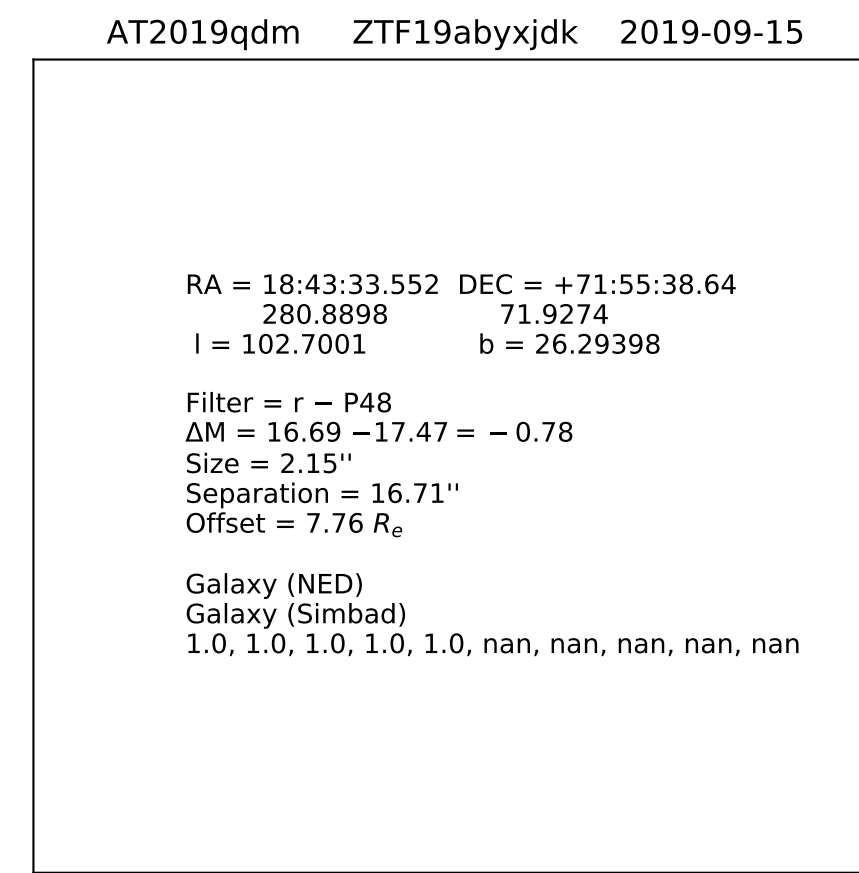 AT2019qdm ZTF19abyxjdk 2019-09-15
RA = 18:43:33.552 DEC = +71:55:38.64
280.8898 71.9274
l = 102.7001 b = 26.29398
Filter = r − P48
ΔM = 16.69 −17.47 = − 0.78
Size = 2.15''
Separation = 16.71''
Offset = 7.76 Re
Galaxy (NED)
Galaxy (Simbad)
1.0, 1.0, 1.0, 1.0, 1.0, nan, nan, nan, nan, nan